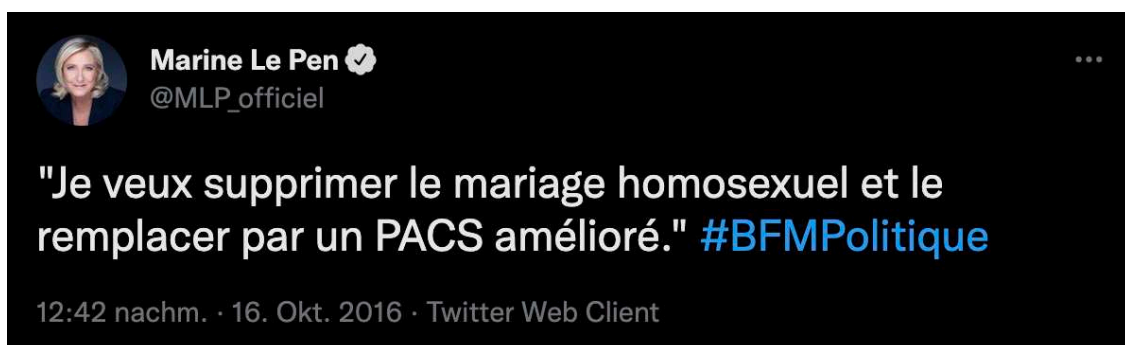 Marine Le Pen
@MLP_officiel
"Je veux supprimer le mariage homosexuel et le
remplacer par un PACS amélioré." #BFMPolitique
12:42 nachm. · 16. Okt. 2016 · Twitter Web Client